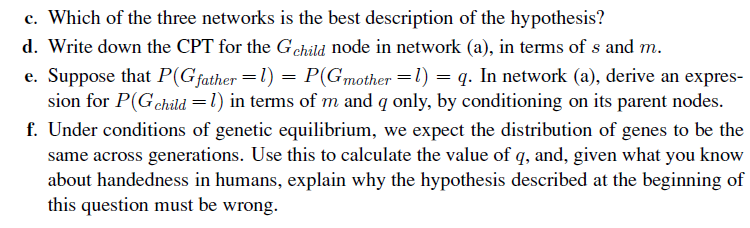 c. Which of the three networks is the best description of the hypothesis?
d. Write down the CPT for the Gchild node in network (a), in terms of s and m.
e. Suppose that P(Gfather = l) = P(Gmother = l) = q. In network (a), derive an expres-
sion for P(Gchild = l) in terms of m and q only, by conditioning on its parent nodes.
f. Under conditions of genetic equilibrium, we expect the distribution of genes to be the
same across generations. Use this to calculate the value of q, and, given what you know
about handedness in humans, explain why the hypothesis described at the beginning of
this question must be wrong.